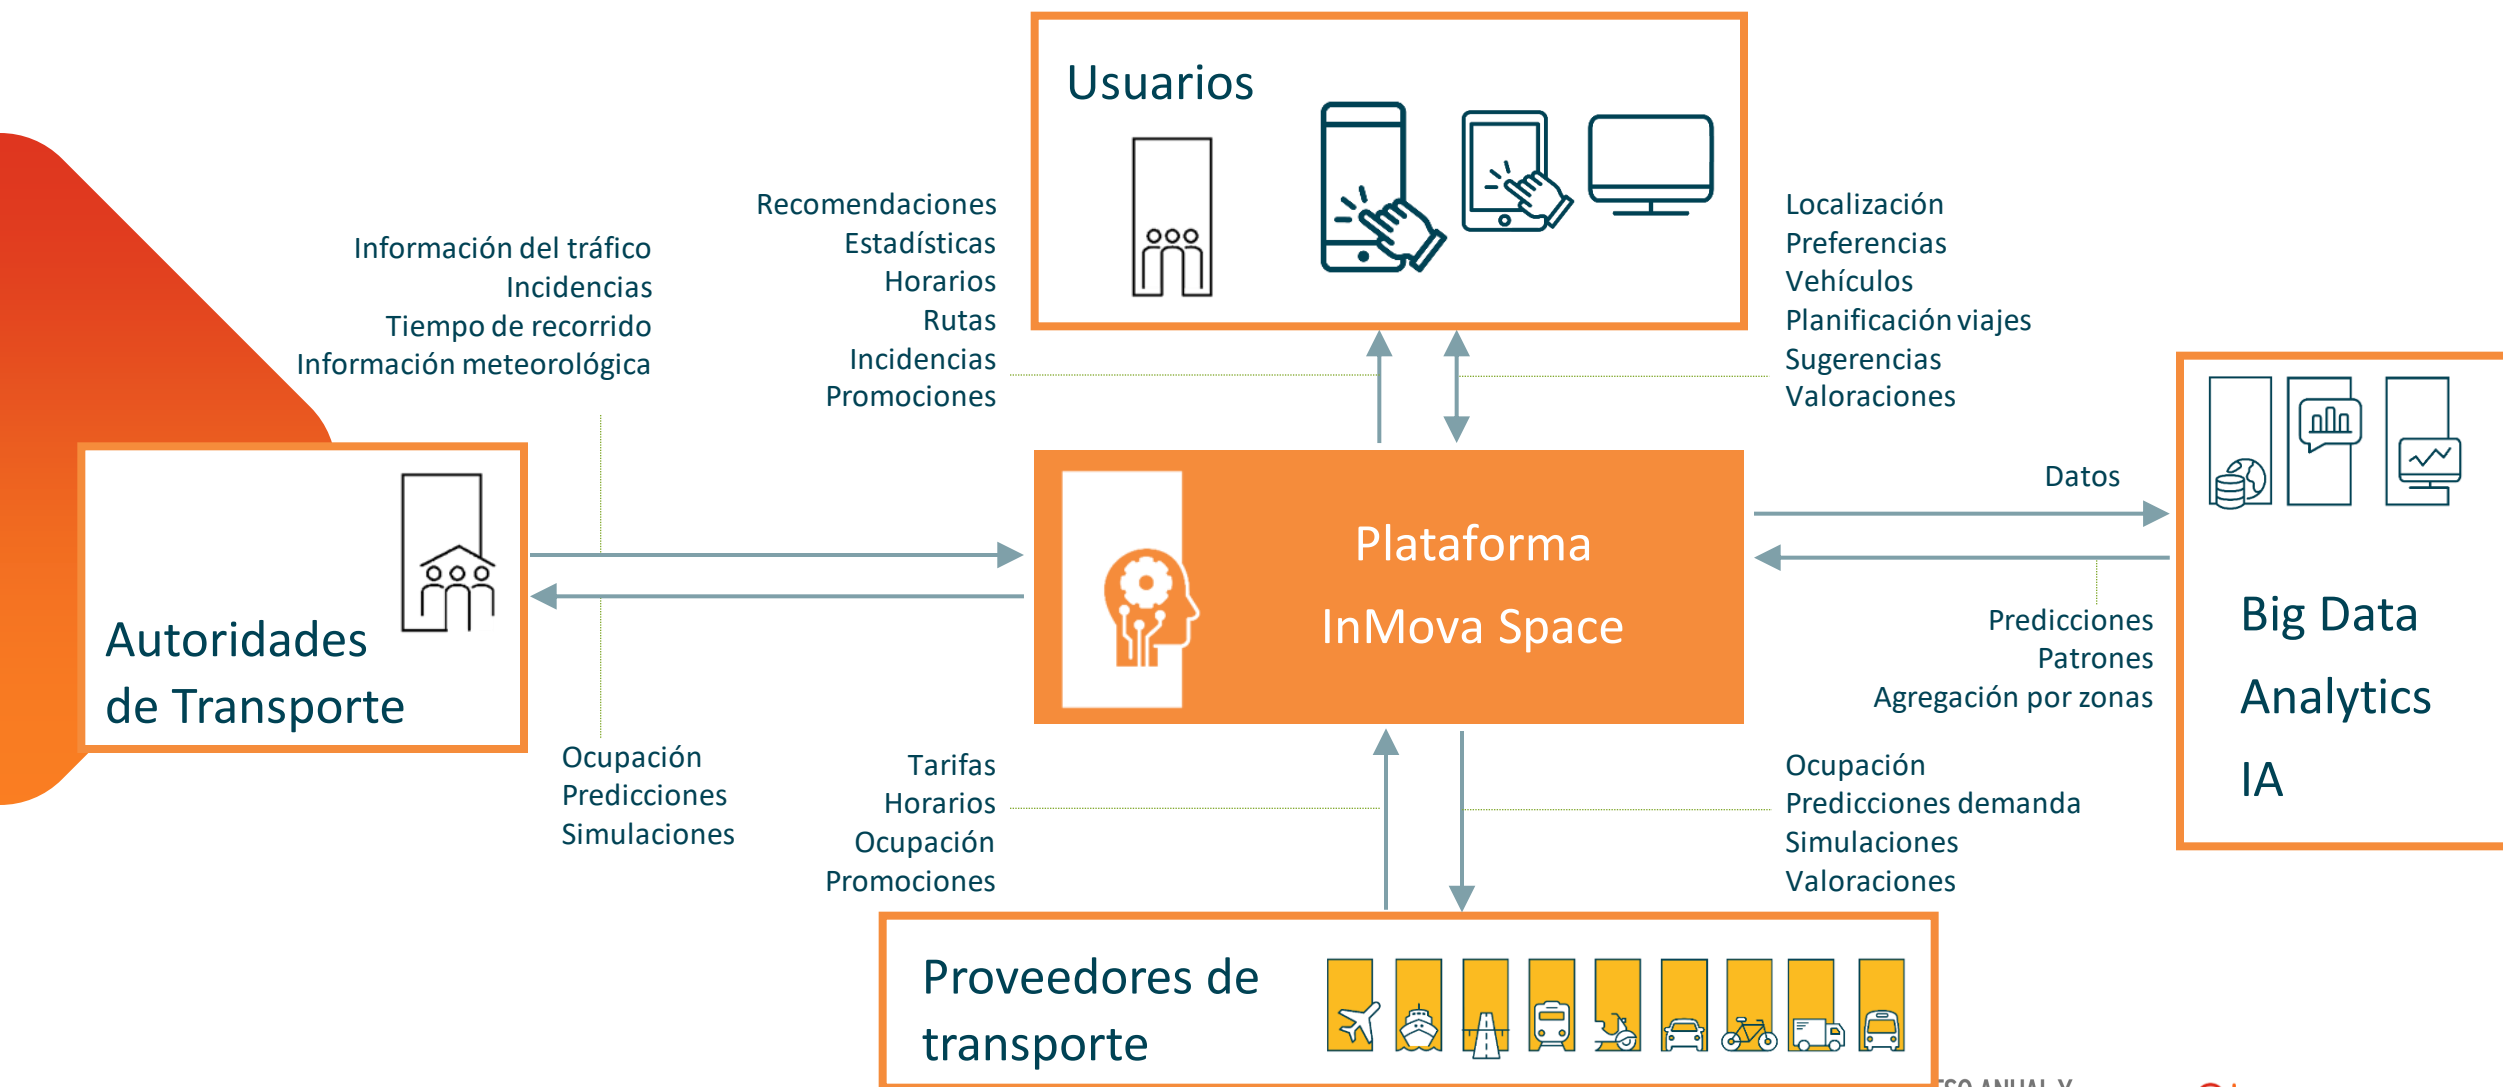 Usuarios
Recomendaciones
Estadísticas
Horarios
Rutas
Incidencias
Promociones
Localización
Preferencias
Vehículos
Planificación viajes
Sugerencias
Valoraciones
Información del tráfico
Incidencias
Tiempo de recorrido
Información meteorológica
Autoridades
de Transporte
Ocupación
Predicciones
Simulaciones
Plataforma
InMova Space
Datos
Predicciones
Patrones
Agregación por zonas
Big Data
Analytics
IA
Tarifas
Horarios
Ocupación
Promociones
Ocupación
Predicciones demanda
Simulaciones
Valoraciones
Proveedores de
transporte
ANUAL Y